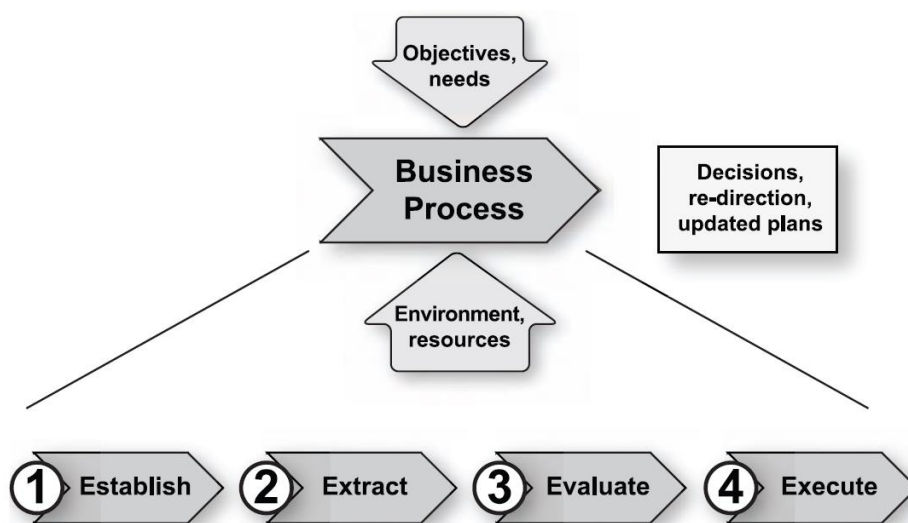 Objectives,
needs
Business
Process
Decisions,
re-direction,
updated plans
Environment,
resources
1 Establish
2 Extract
3 Evaluate
4 Execute